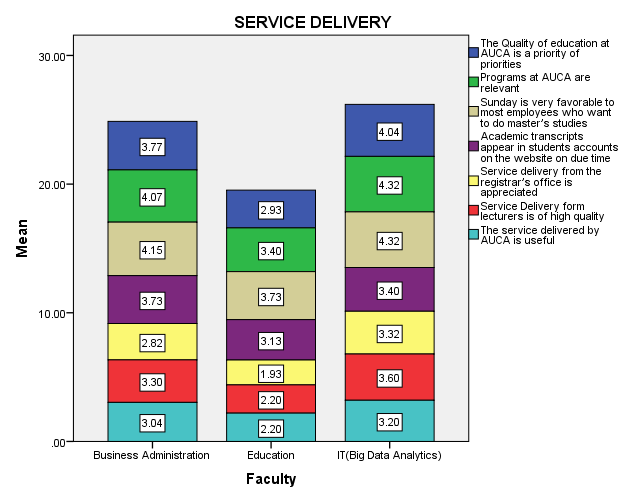 SERVICE DELIVERY
30.00
20.00
10.00
.00
Mean
3.77
4.07
4.15
3.73
2.82
3.30
3.04
2.93
3.40
3.73
3.13
1.93
2.20
2.20
4.04
4.32
4.32
3.40
3.32
3.60
3.20
Business Administration
Education
IT(Big Data Analytics)
Faculty
The Quality of education at
AUCA is a priority of
priorities
Programs at AUCA are
relevant
Sunday is very favorable to
most employees who want
to do master's studies
Academic transcripts
appear in students accounts
on the website on due time
Service delivery from the
registrar's office is
appreciated
Service Delivery form
lecturers is of high quality
The service delivered by
AUCA is useful